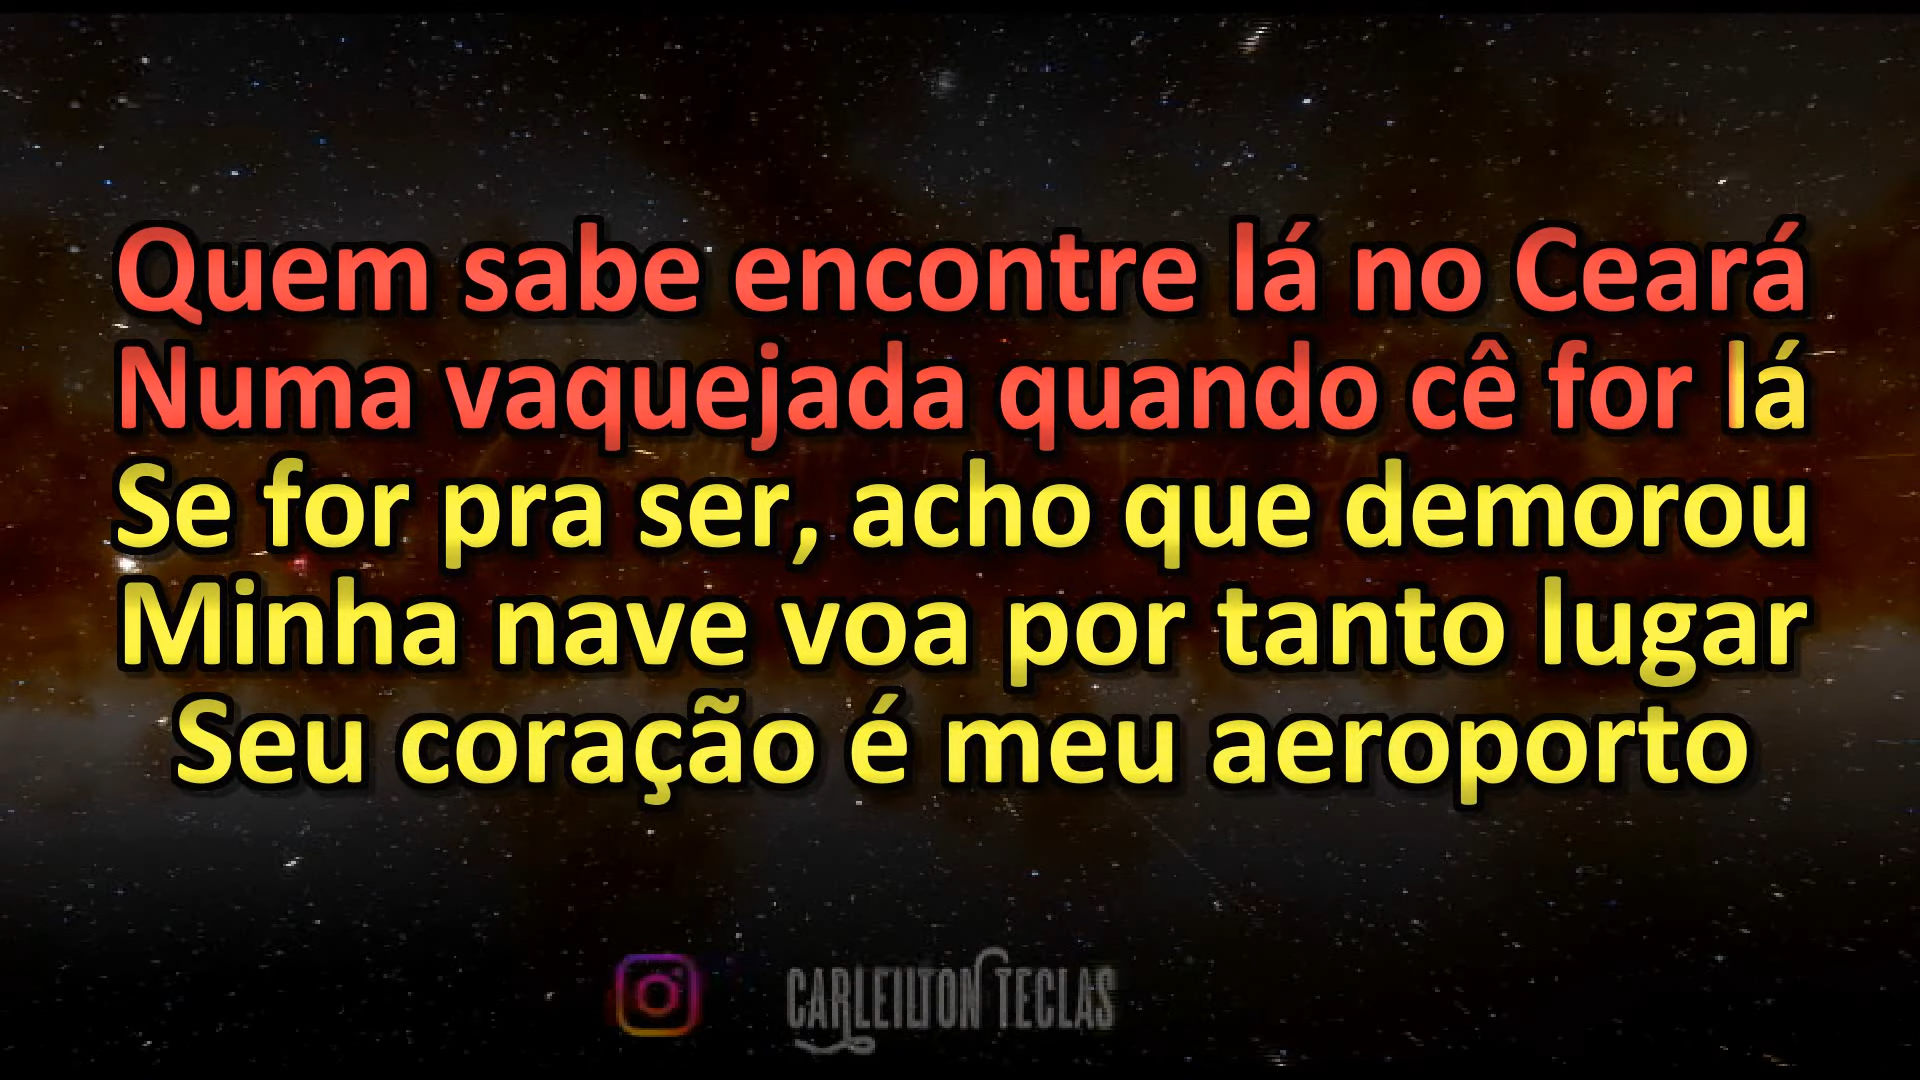 Quem sabe encontre lá no Ceará
Numa vaquejada quando cê for lá
Se for pra ser, acho que demorou
Minha nave voa por tanto lugar
Seu coração é meu aeroporto
CARLEILTON TECLAS